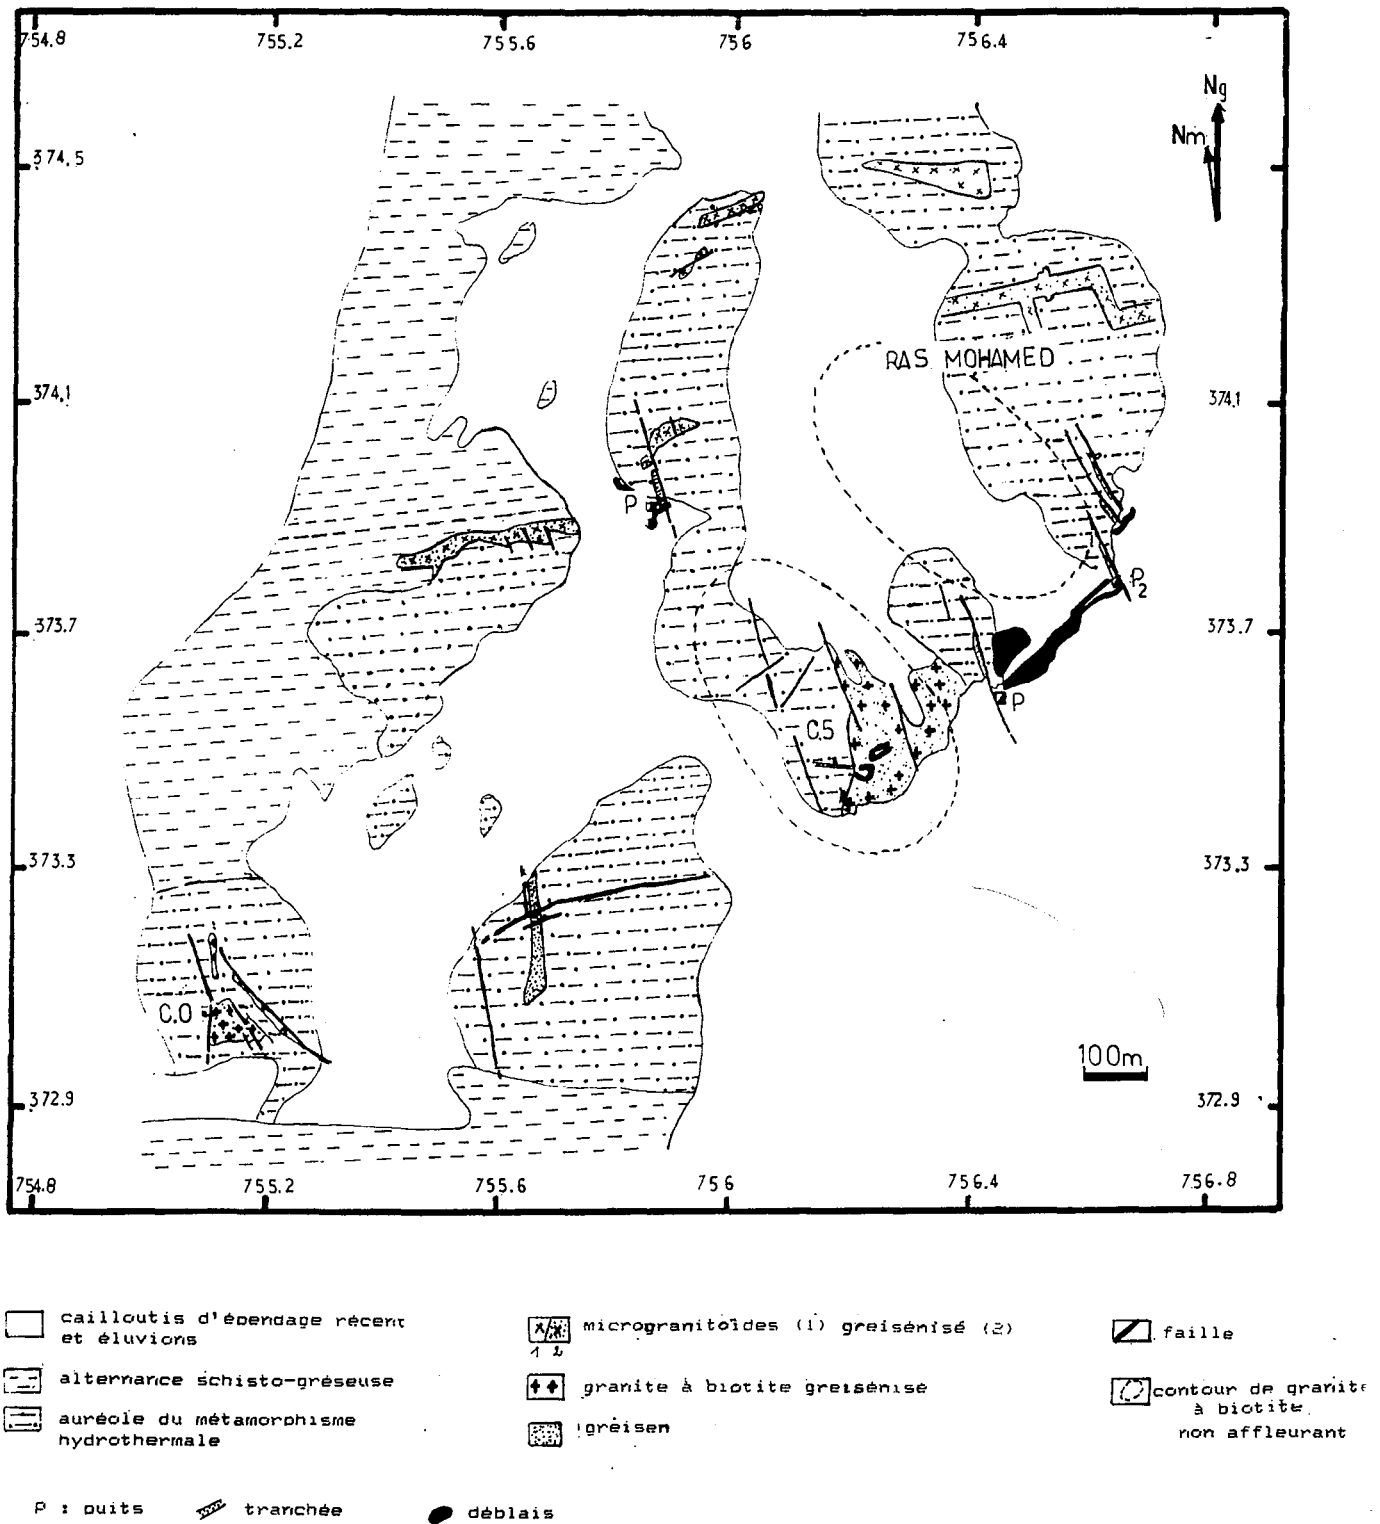 754.8 755.2 755.6 756 756.4
Ng
Nm
374.5 374.1 373.7 373.3 372.9
374.1 373.7 373.3 372.9
RAS MOHAMED
P
P2
P
C.5
C.0
100m
754.8 755.2 755.6 756 756.4 756.8
cailloutis d'épendage récent
et éluvions
alternance schisto-gréseuse
auréole du métamorphisme
hydrothermale
microgranitoïdes (1) greisénisé (2)
1 2
granite à biotite greisénisé
greisen
faille
contour de granite
à biotite
non affleurant
P : puits tranchée déblais